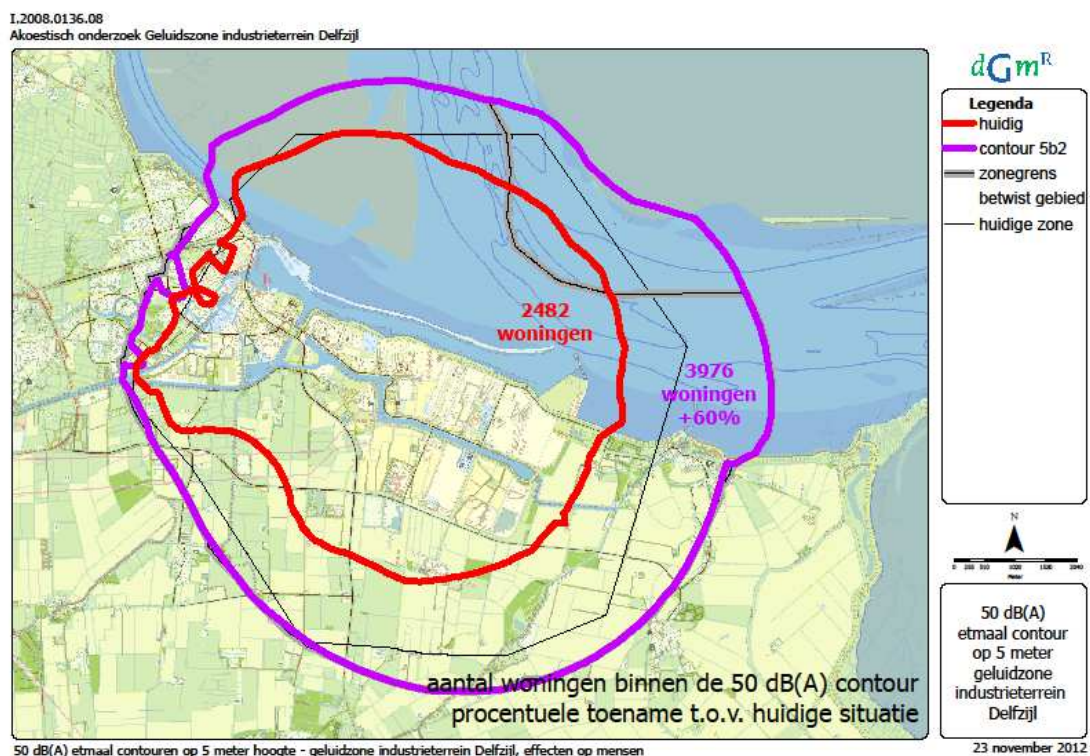 I.2008.0136.08
Akoestisch onderzoek Geluidszone industrieterrein Delfzijl
dGmR
Legenda
huidig
contour 5b2
zonegrens
betwist gebied
huidige zone
2482
woningen
3976
woningen
+60%
N
Meter
50 dB(A)
etmaal contour
op 5 meter
geluidzone
industrieterrein
Delfzijl
aantal woningen binnen de 50 dB(A) contour
procentuele toename t.o.v. huidige situatie
50 dB(A) etmaal contouren op 5 meter hoogte - geluidzone industrieterrein Delfzijl, effecten op mensen
23 november 2012